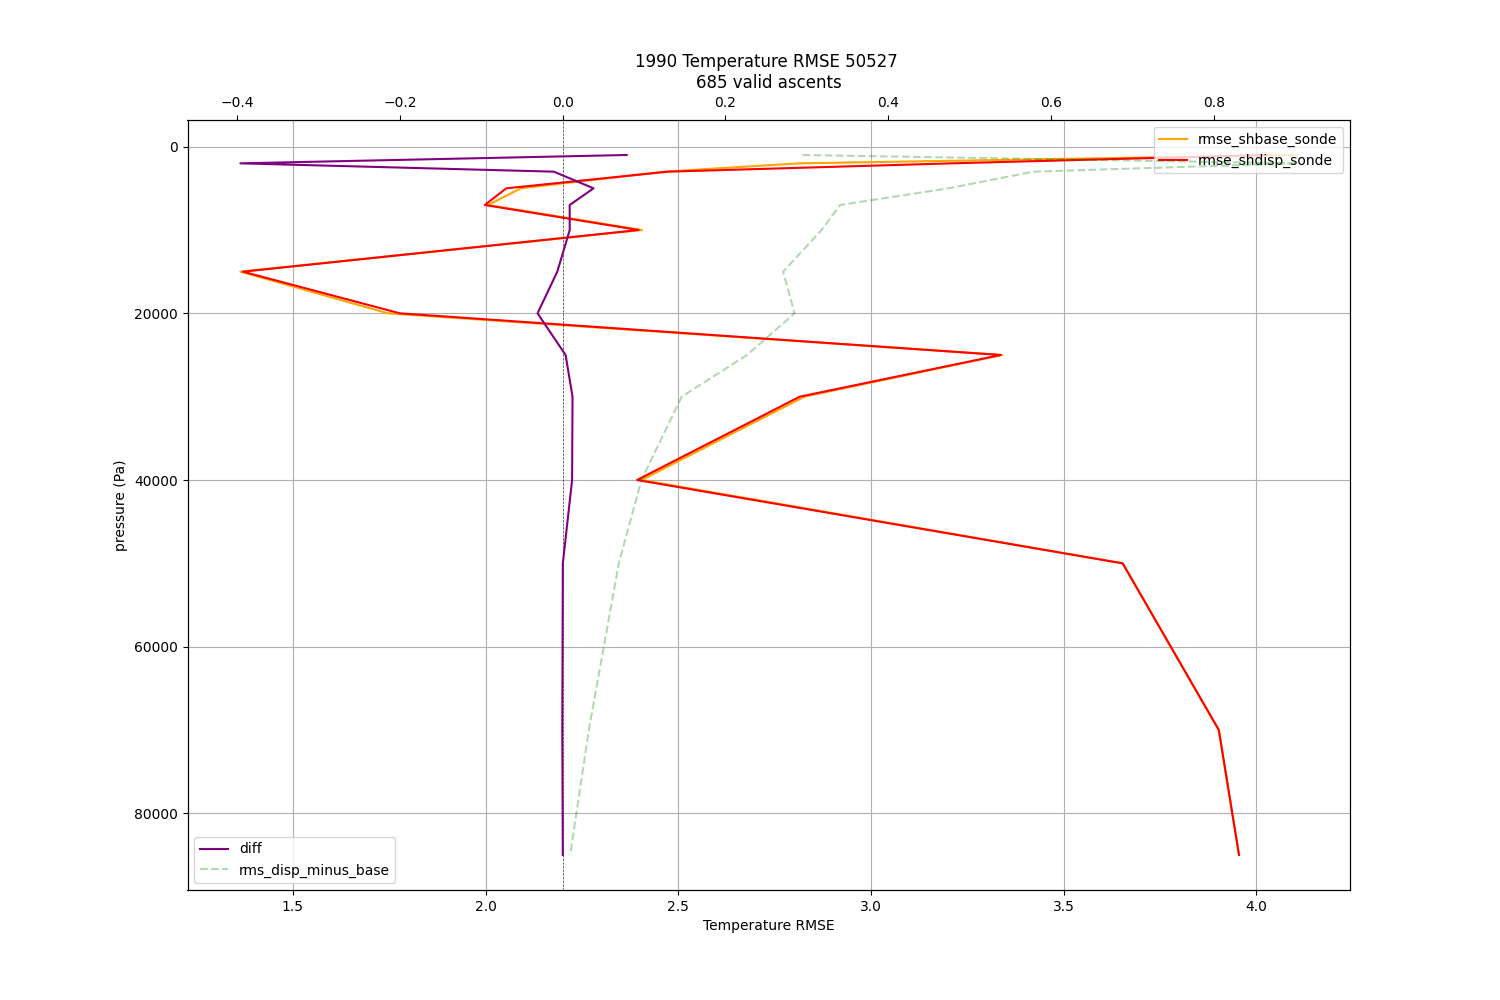 1990 Temperature RMSE 50527
685 valid ascents
−0.4 −0.2 0.0 0.2 0.4 0.6 0.8
rmse_shbase_sonde
rmse_shdisp_sonde
0
20000
40000
60000
80000
pressure (Pa)
diff
rms_disp_minus_base
1.5 2.0 2.5 3.0 3.5 4.0
Temperature RMSE